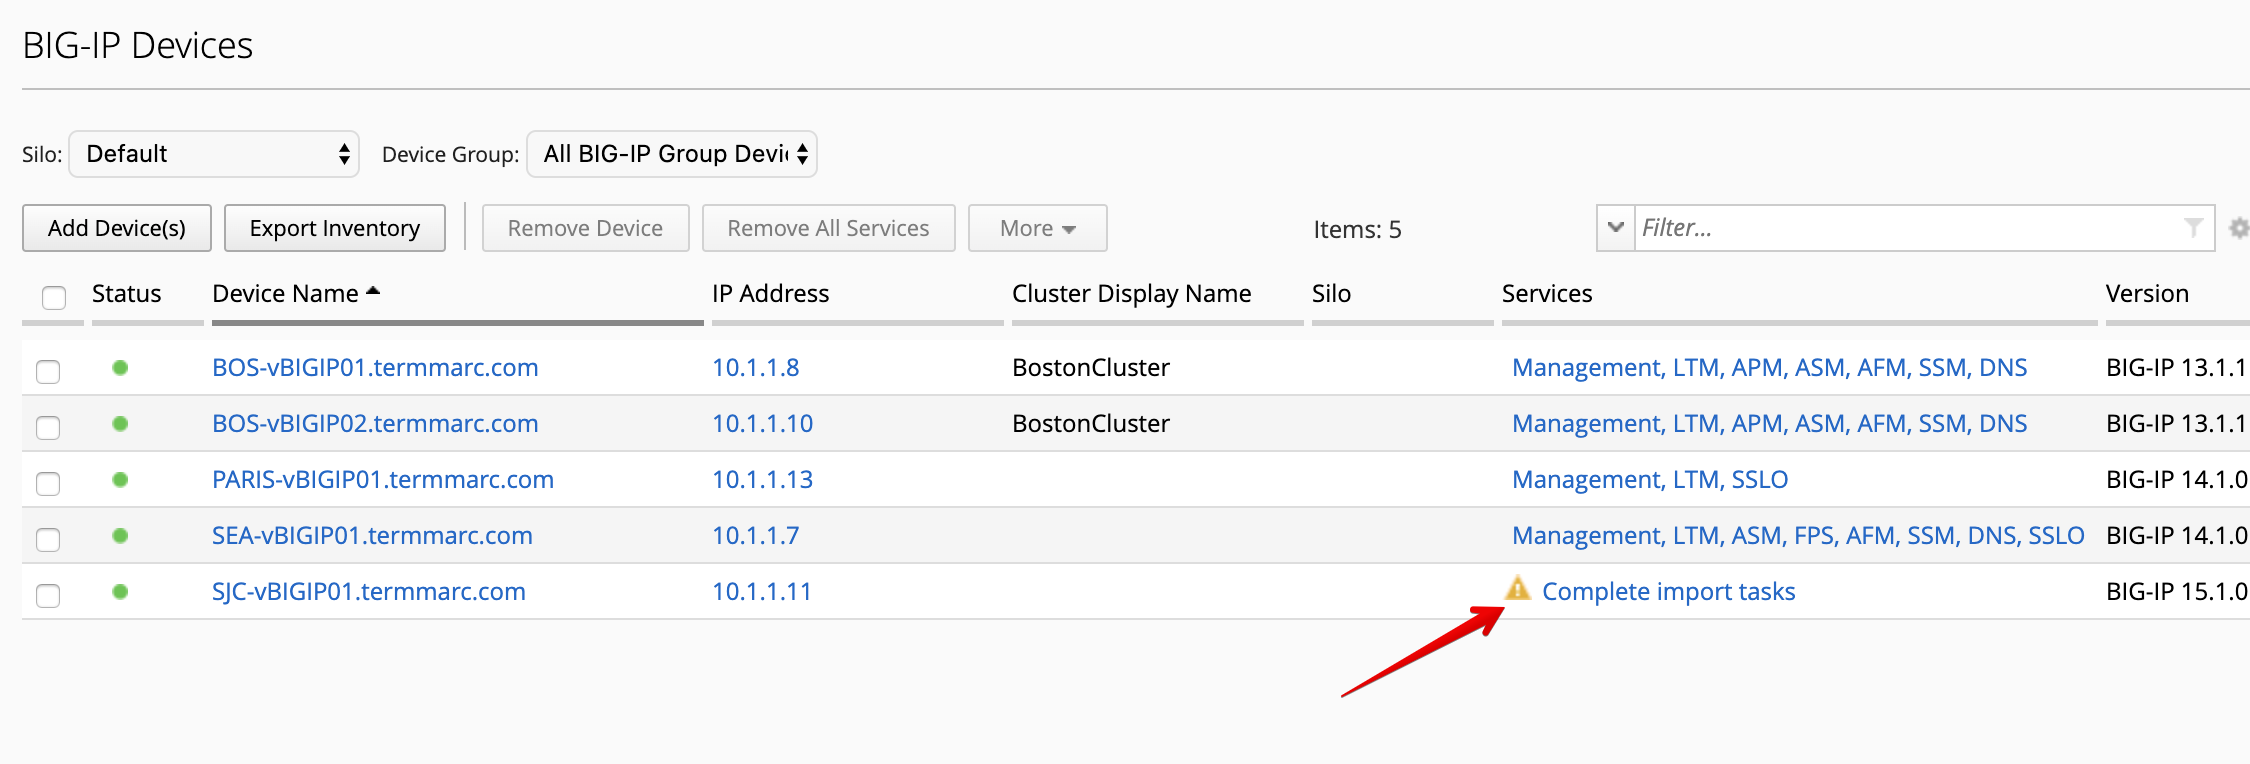 BIG-IP Devices
Silo: Default Device Group: All BIG-IP Group Devi
Add Device(s) Export Inventory Remove Device Remove All Services More Items: 5 Filter...
Status Device Name IP Address Cluster Display Name Silo Services Version
BOS-vBIGIP01.termmarc.com 10.1.1.8 BostonCluster Management, LTM, APM, ASM, AFM, SSM, DNS BIG-IP 13.1.1
BOS-vBIGIP02.termmarc.com 10.1.1.10 BostonCluster Management, LTM, APM, ASM, AFM, SSM, DNS BIG-IP 13.1.1
PARIS-vBIGIP01.termmarc.com 10.1.1.13 Management, LTM, SSLO BIG-IP 14.1.0
SEA-vBIGIP01.termmarc.com 10.1.1.7 Management, LTM, ASM, FPS, AFM, SSM, DNS, SSLO BIG-IP 14.1.0
SJC-vBIGIP01.termmarc.com 10.1.1.11 Complete import tasks BIG-IP 15.1.0